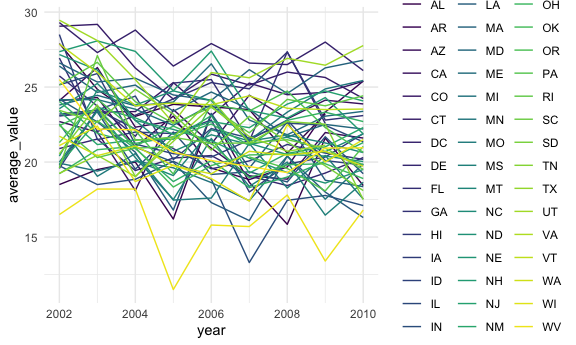 30
25
20
15
2002 2004 2006 2008 2010
year
average_value
AL LA OH
AR MA OK
AZ MD OR
CA ME PA
CO MI RI
CT MN SC
DC MO SD
DE MS TN
FL MT TX
GA NC UT
HI ND VA
IA NE VT
ID NH WA
IL NJ WI
IN NM WV